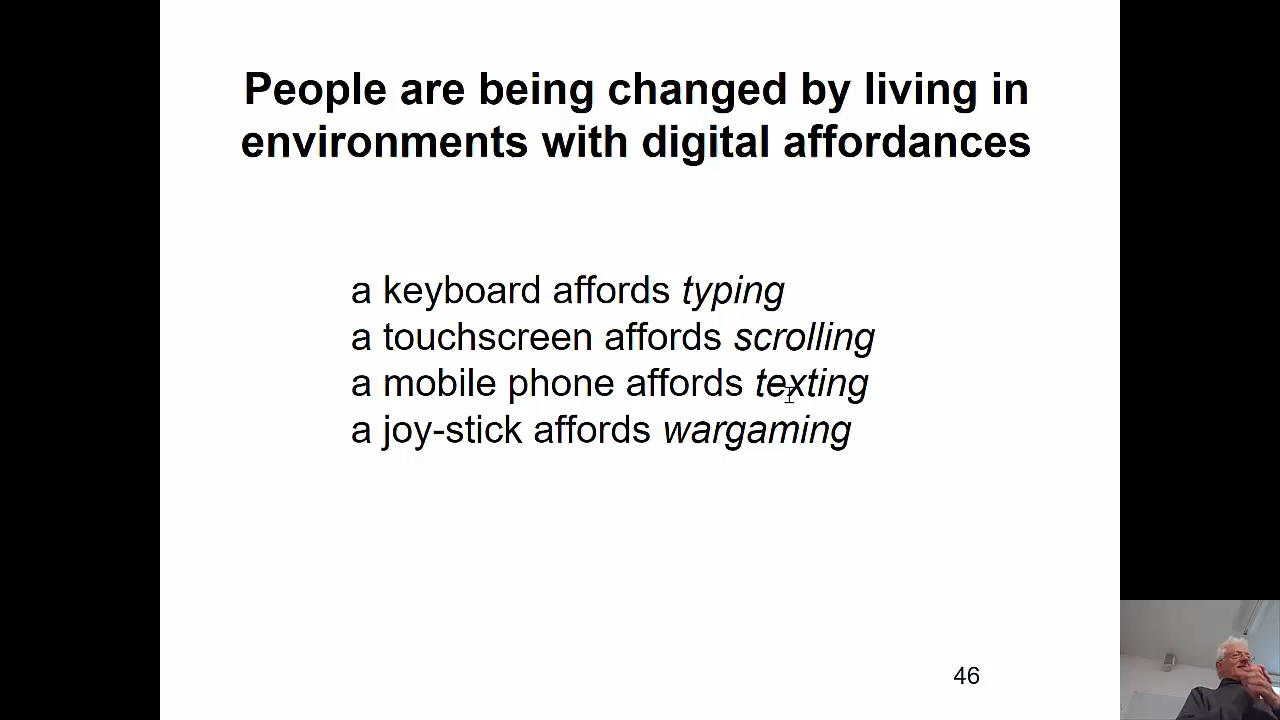 People are being changed by living in
environments with digital affordances
a keyboard affords typing
a touchscreen affords scrolling
a mobile phone affords texting
a joy-stick affords wargaming
46